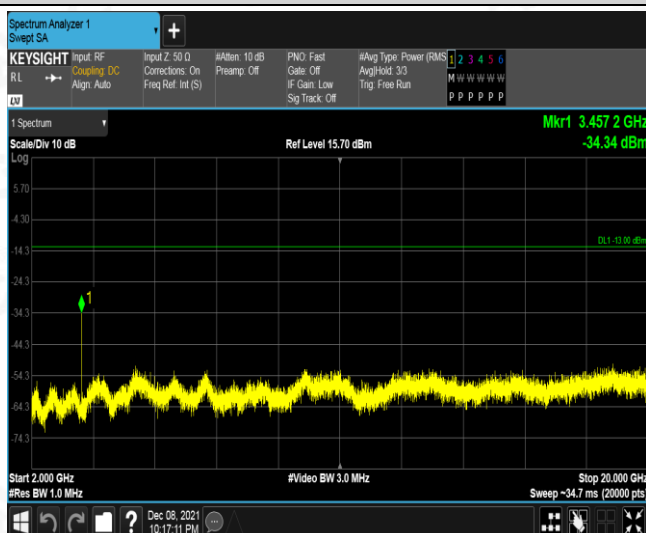 Spectrum Analyzer 1
Swept SA
KEYSIGHT
RL
Input: RF
Coupling: DC
Align: Auto
Input Z: 50 Ω
Corrections: On
Freq Ref: Int (S)
#Atten: 10 dB
Preamp: Off
PNO: Fast
Gate: Off
IF Gain: Low
Sig Track: Off
#Avg Type: Power (RMS
Avg|Hold: 3/3
Trig: Free Run
1 2 3 4 5 6
M W W W W W
P P P P P P
LXI
1 Spectrum
Mkr1 3.457 2 GHz
Scale/Div 10 dB
Ref Level 15.70 dBm
-34.34 dBm
Log
5.70
-4.30
DL1 -13.00 dBm
-14.3
-24.3
1
-34.3
-44.3
-54.3
-64.3
-74.3
Start 2.000 GHz
#Video BW 3.0 MHz
Stop 20.000 GHz
#Res BW 1.0 MHz
Sweep ~34.7 ms (20000 pts)
?
Dec 08, 2021
10:17:11 PM